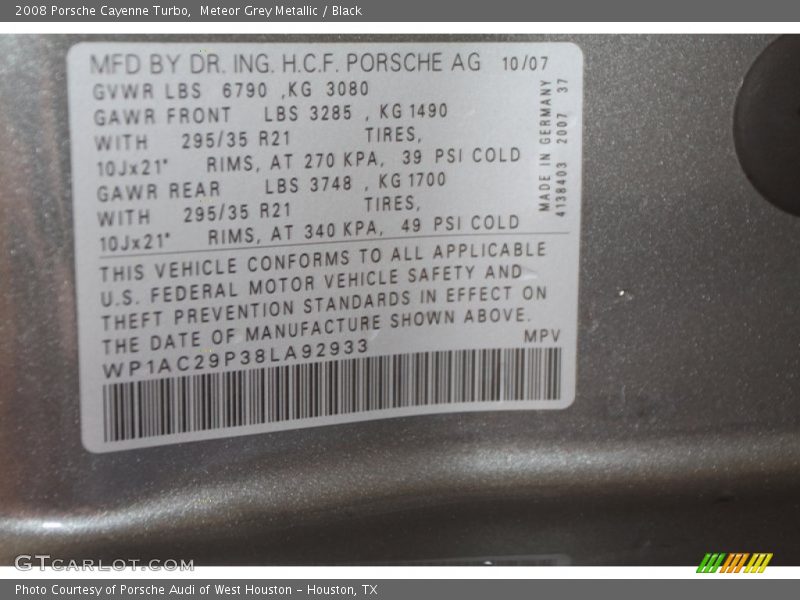 2008 Porsche Cayenne Turbo,  Meteor Grey Metallic / Black
MFD BY DR. ING. H.C.F. PORSCHE AG 10/07
GVWR LBS 6790 ,KG 3080
GAWR FRONT LBS 3285 , KG 1490
WITH 295/35 R21 TIRES,
10Jx21" RIMS, AT 270 KPA, 39 PSI COLD
GAWR REAR LBS 3748 , KG 1700
WITH 295/35 R21 TIRES,
10Jx21" RIMS, AT 340 KPA, 49 PSI COLD
MADE IN GERMANY
4138403 2007 37
THIS VEHICLE CONFORMS TO ALL APPLICABLE
U.S. FEDERAL MOTOR VEHICLE SAFETY AND
THEFT PREVENTION STANDARDS IN EFFECT ON
THE DATE OF MANUFACTURE SHOWN ABOVE.
WP1AC29P38LA92933 MPV
GTCARLOT.COM
Photo Courtesy of Porsche Audi of West Houston - Houston, TX